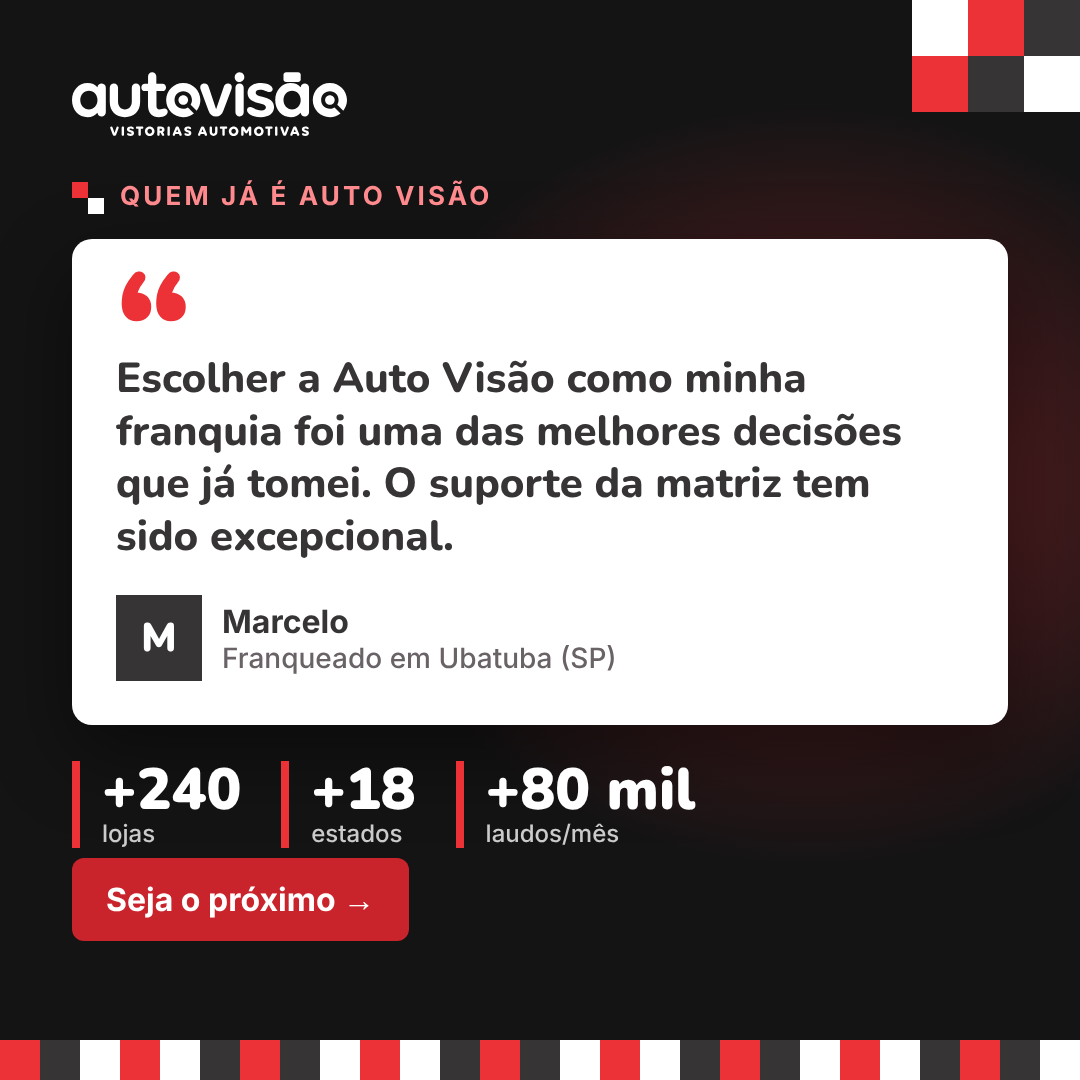 autovisão
VISTORIAS AUTOMOTIVAS
QUEM JÁ É AUTO VISÃO
“
Escolher a Auto Visão como minha
franquia foi uma das melhores decisões
que já tomei. O suporte da matriz tem
sido excepcional.
M
Marcelo
Franqueado em Ubatuba (SP)
+240 +18 +80 mil
lojas estados laudos/mês
Seja o próximo →